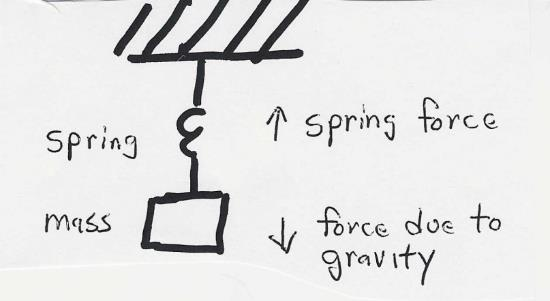 spring
↑ spring force
mass
↓ force due to
gravity